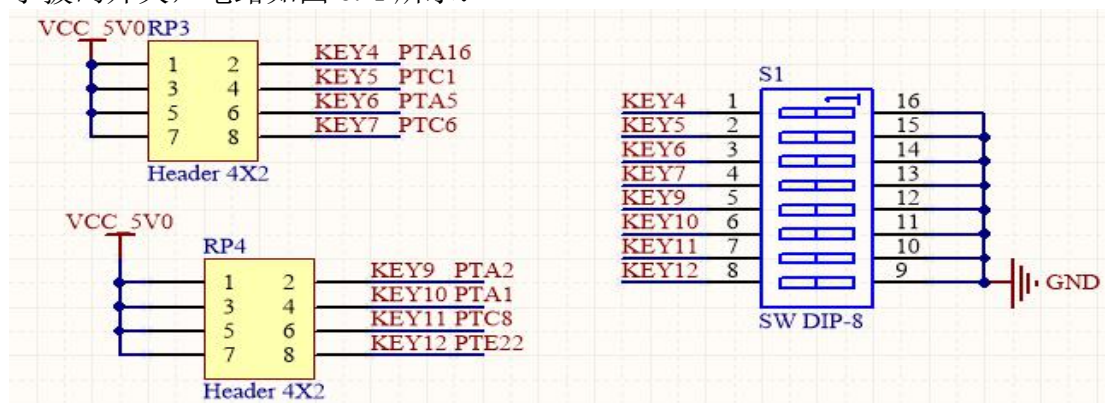 VCC_5V0 RP3
1 2 KEY4 PTA16
3 4 KEY5 PTC1
5 6 KEY6 PTA5
7 8 KEY7 PTC6
Header 4X2
VCC_5V0
RP4
1 2 KEY9 PTA2
3 4 KEY10 PTA1
5 6 KEY11 PTC8
7 8 KEY12 PTE22
Header 4X2
S1
KEY4 1 16
KEY5 2 15
KEY6 3 14
KEY7 4 13
KEY9 5 12
KEY10 6 11
KEY11 7 10
KEY12 8 9
GND
SW DIP-8